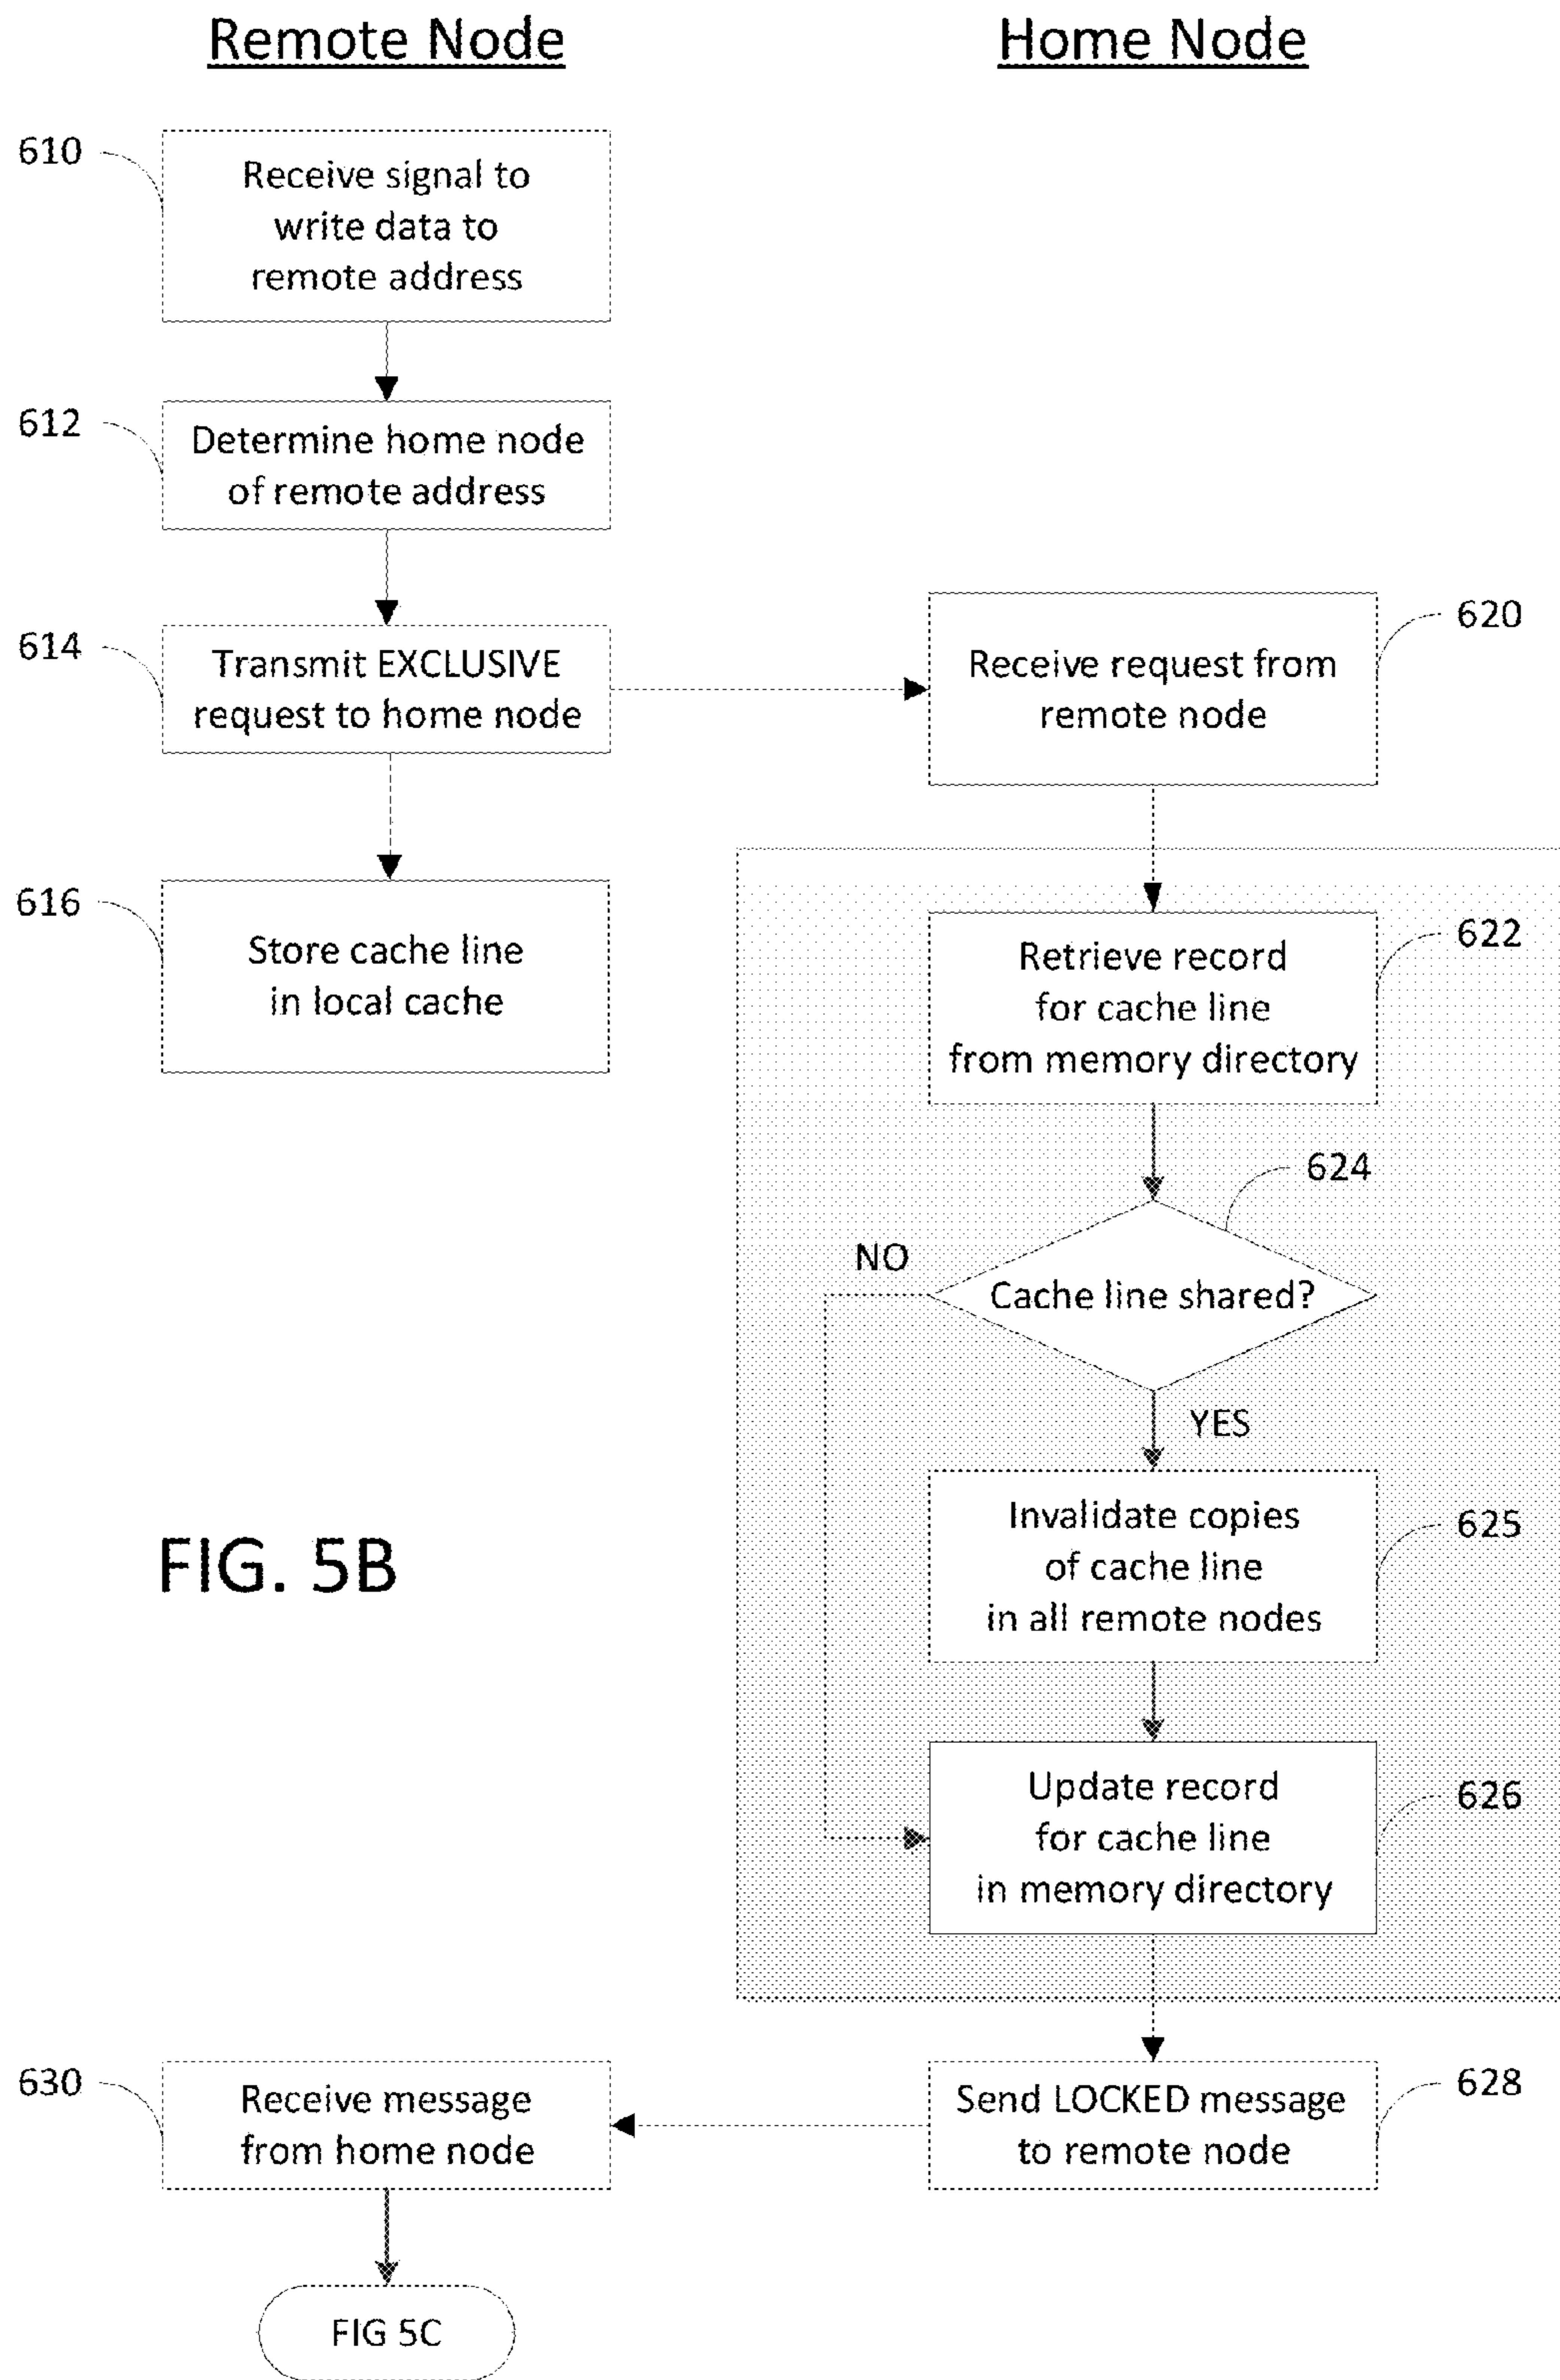 Remote Node
Home Node
610
Receive signal to
write data to
remote address
612
Determine home node
of remote address
614
Transmit EXCLUSIVE
request to home node
620
Receive request from
remote node
616
Store cache line
in local cache
622
Retrieve record
for cache line
from memory directory
624
NO
Cache line shared?
YES
625
Invalidate copies
of cache line
in all remote nodes
FIG. 5B
626
Update record
for cache line
in memory directory
630
Receive message
from home node
628
Send LOCKED message
to remote node
FIG 5C